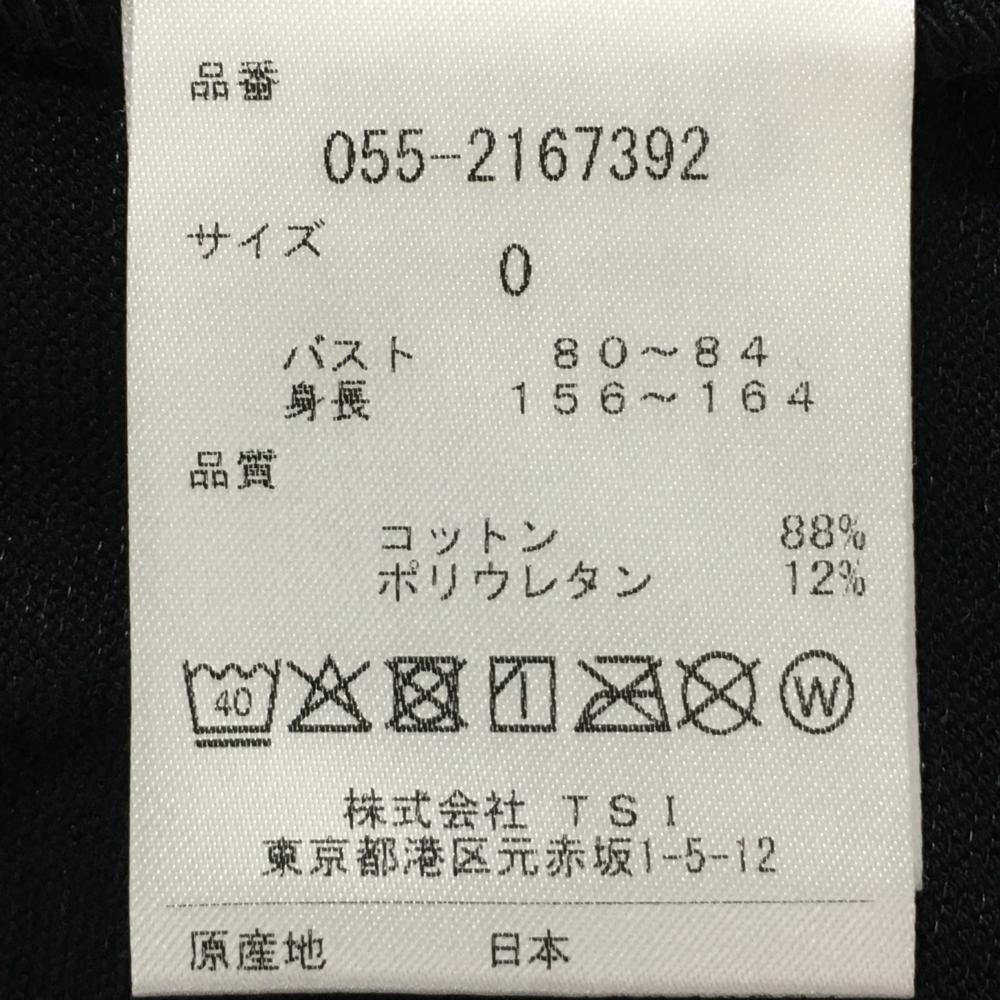 品番
055-2167392
サイズ
0
バスト 80～84
身長 156～164
品質
コットン 88%
ポリウレタン 12%
40 W
株式会社 TSI
東京都港区元赤坂1-5-12
原産地 日本